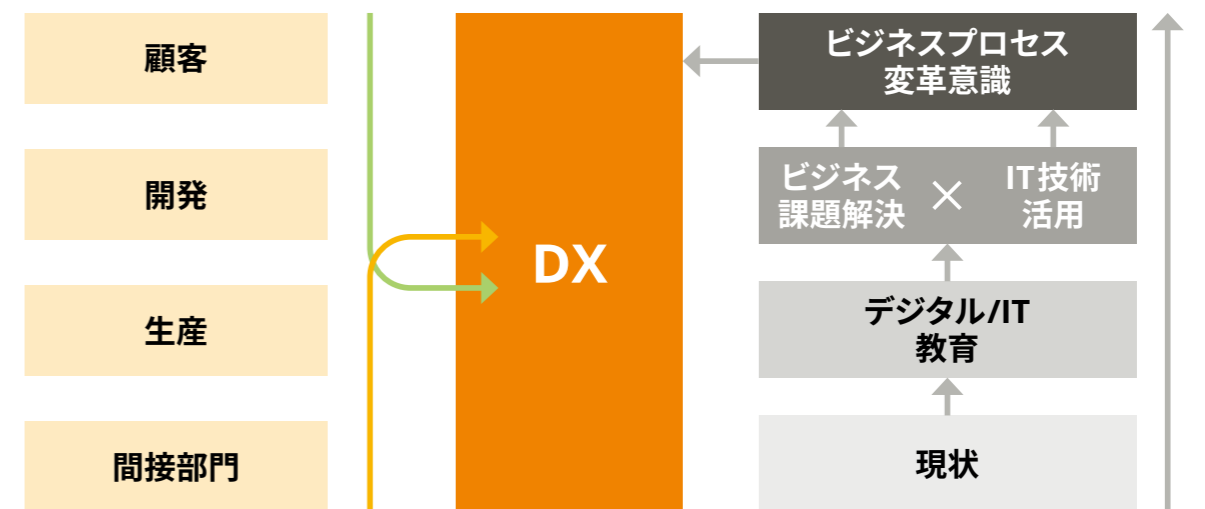 顧客
開発
生産
間接部門
DX
ビジネスプロセス
変革意識
ビジネス
課題解決
×
IT技術
活用
デジタル/IT
教育
現状